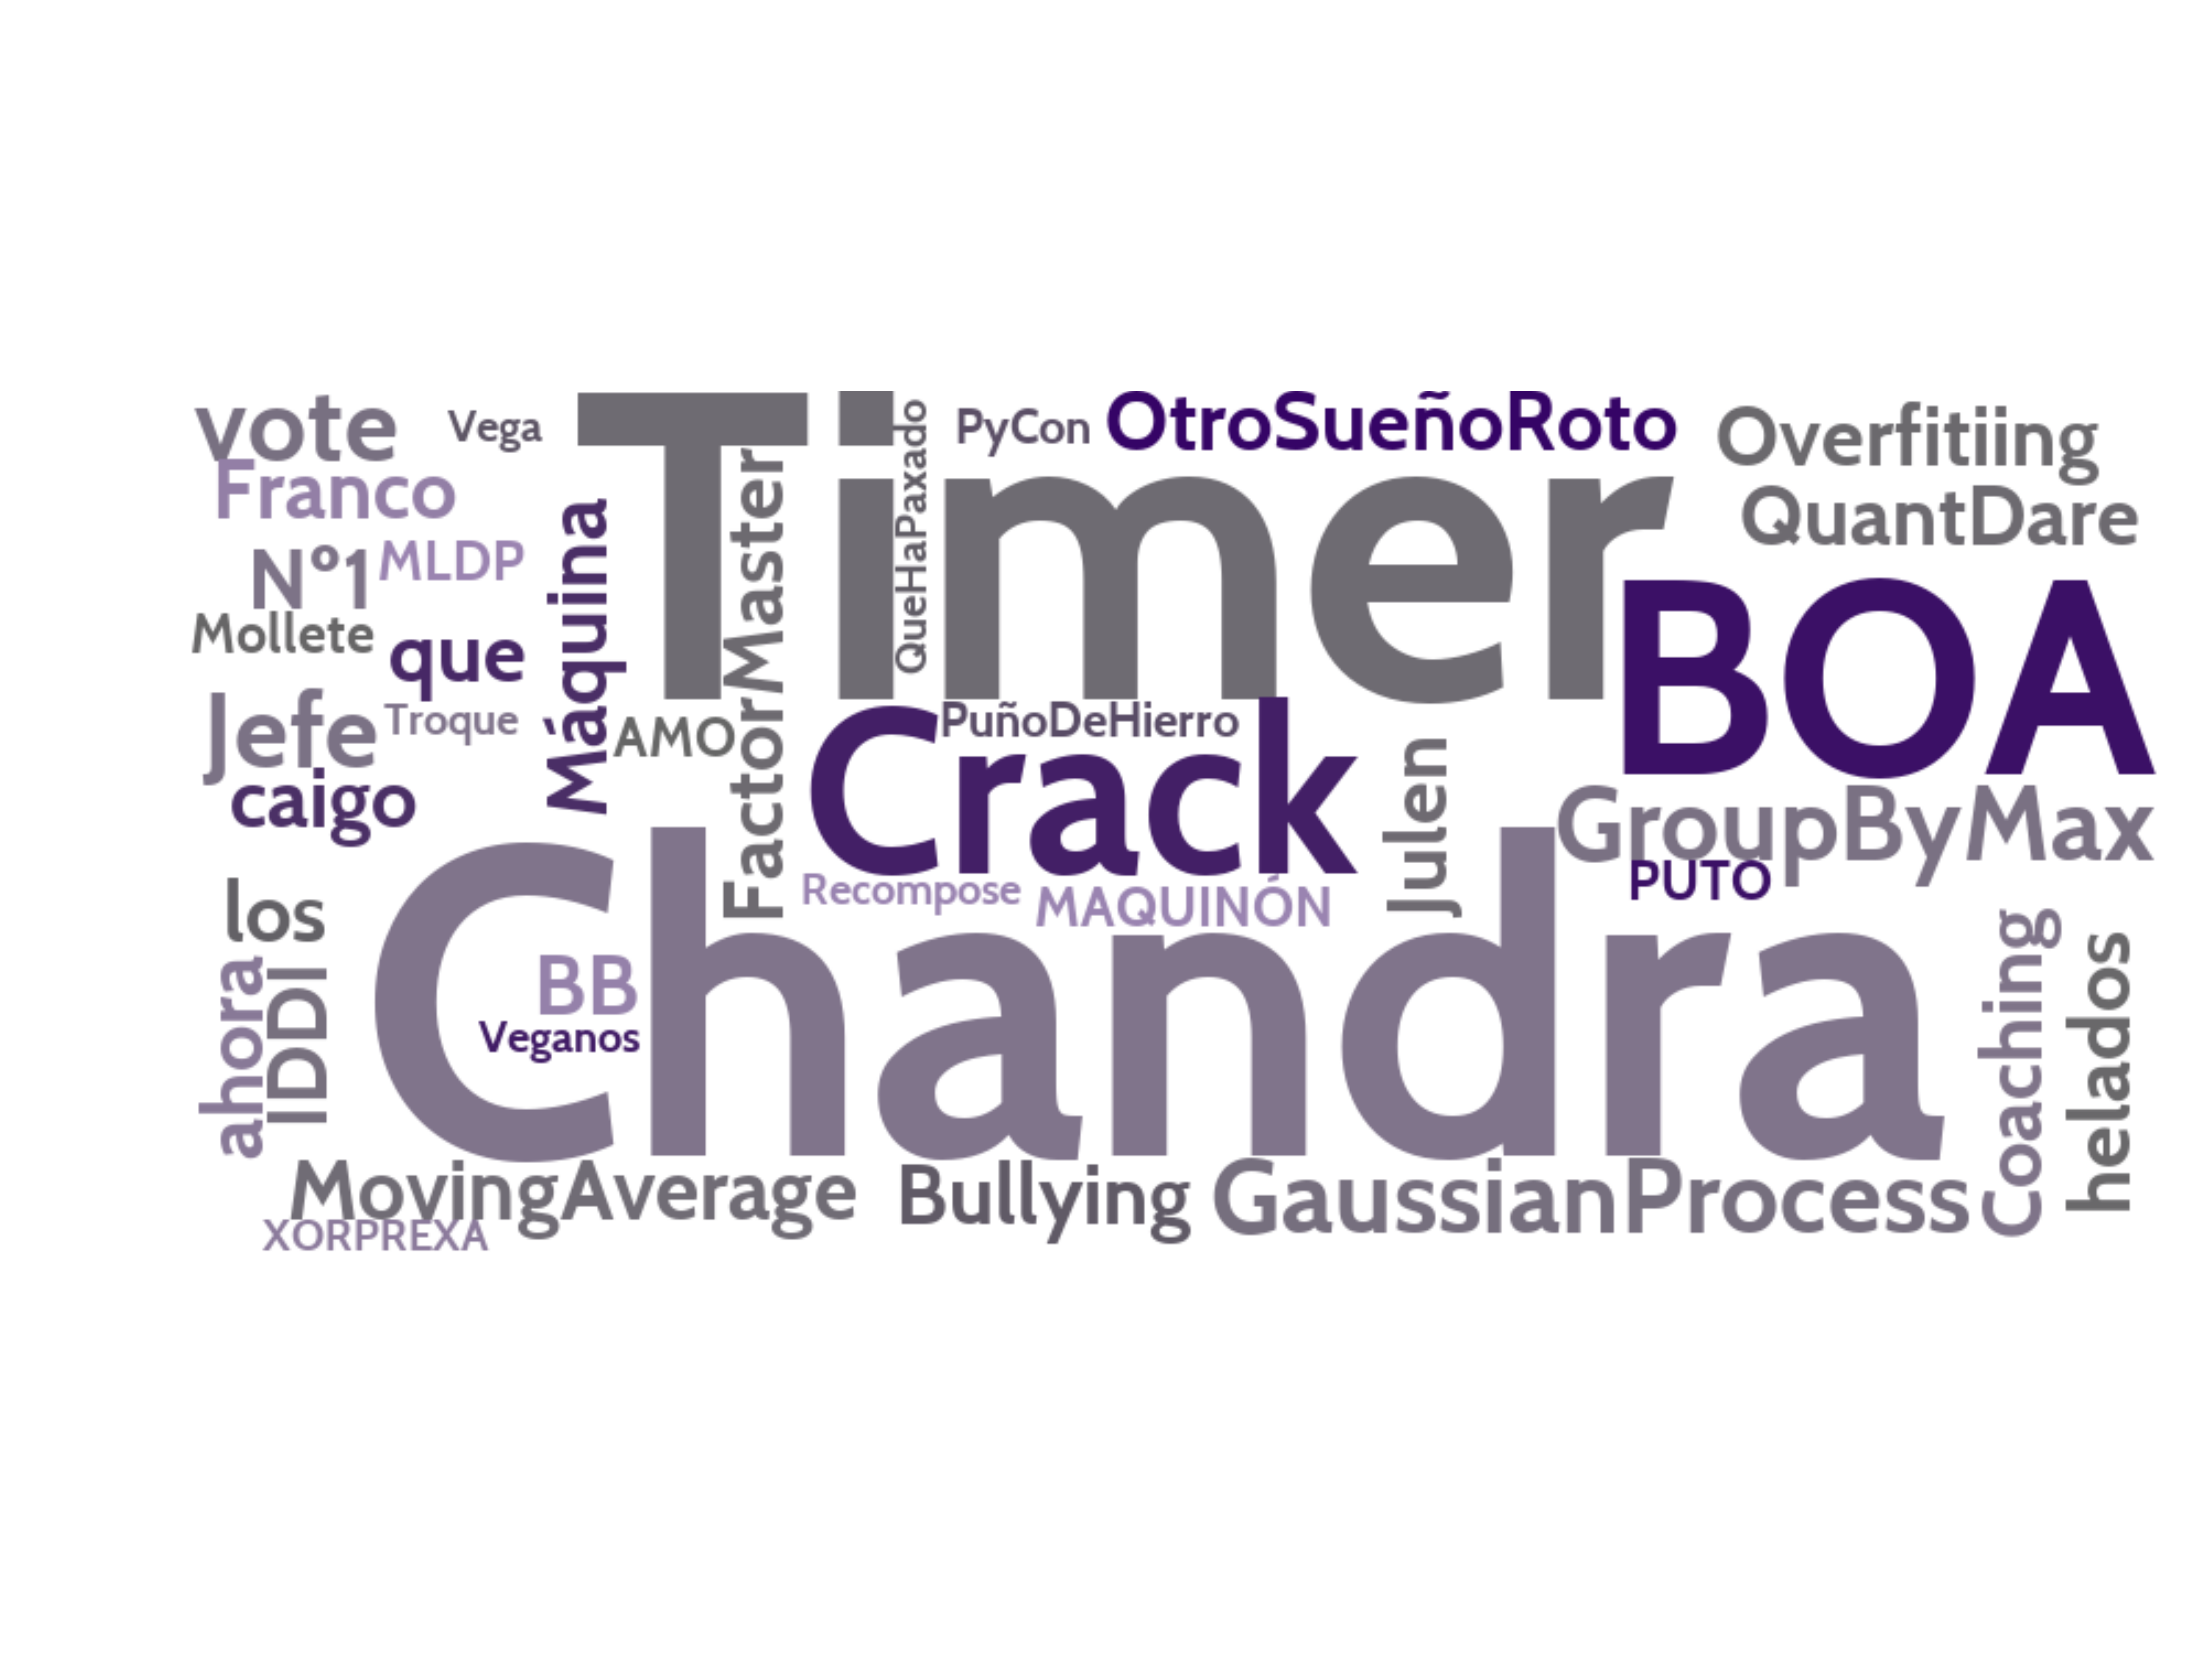 vote
Vega
Timer
QueHaPaxado
PyCon
OtroSueñoRoto
Overfitiing
Franco
QuantDare
Nº1
MLDP
Máquina
FactorMaster
Mollete
que
BOA
Jefe
Troque
AMO
Crack
PuñoDeHierro
Julen
caigo
GroupByMax
Recompose
MAQUINÓN
PUTO
los
Chandra
ahora
IDDI
BB
Veganos
Coaching
helados
MovingAverage
Bullying
GaussianProcess
XORPREXA